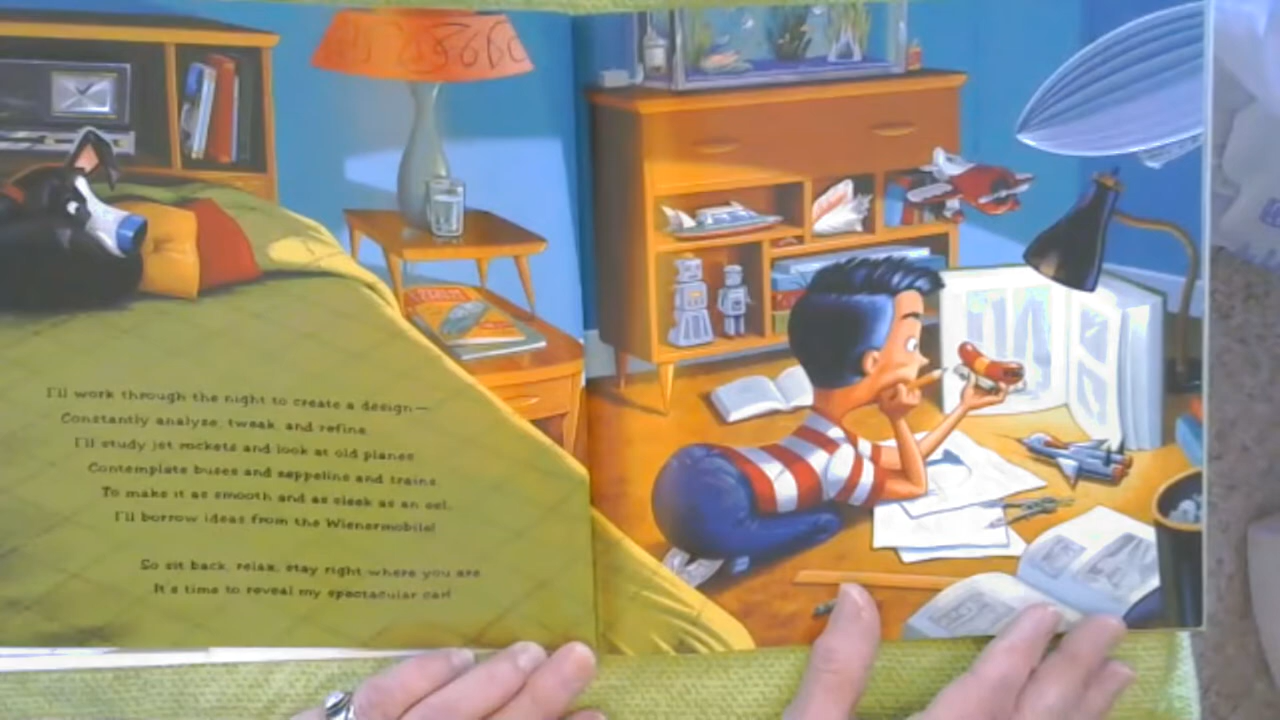 I'll work through the night to create a design—
Constantly analyze, tweak, and refine.
I'll study jet rockets and look at old planes
Contemplate buses and zeppelins and trains.
To make it as smooth and as sleek as an eel,
I'll borrow ideas from the Wienermobile!
So sit back, relax, stay right where you are.
It's time to reveal my spectacular car!